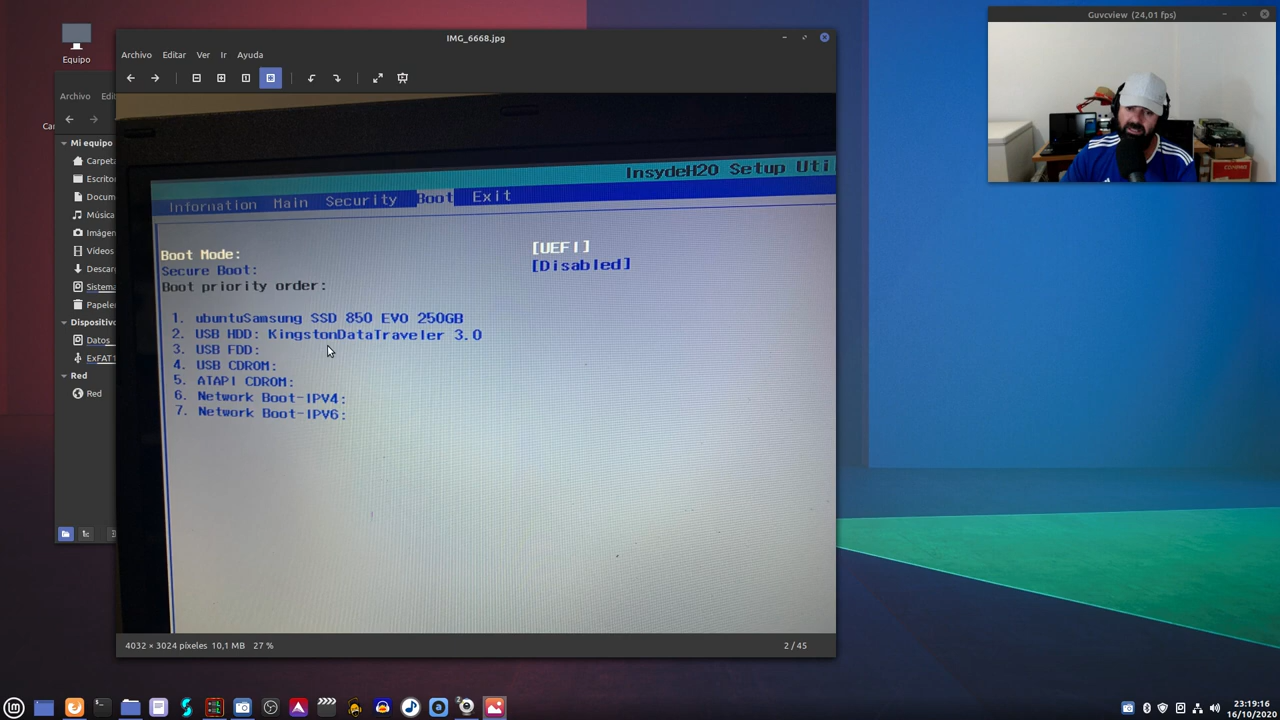 Equipo
Archivo
Mi equipo
Datos
Red
Red
IMG_6668.jpg
Archivo Editar Ver Ir Ayuda
InsydeH20 Setup
Information Main Security Boot Exit
Boot Mode: [UEFI]
Secure Boot: [Disabled]
Boot priority order:
1. ubuntuSamsung SSD 850 EVO 250GB
2. USB HDD: KingstonDataTraveler 3.0
3. USB FDD:
4. USB CDROM:
5. ATAPI CDROM:
6. Network Boot-IPV4:
7. Network Boot-IPV6:
4032 × 3024 píxeles 10,1 MB 27 %
2 / 45
Guvcview (24,01 fps)
23:19:16
16/10/2020